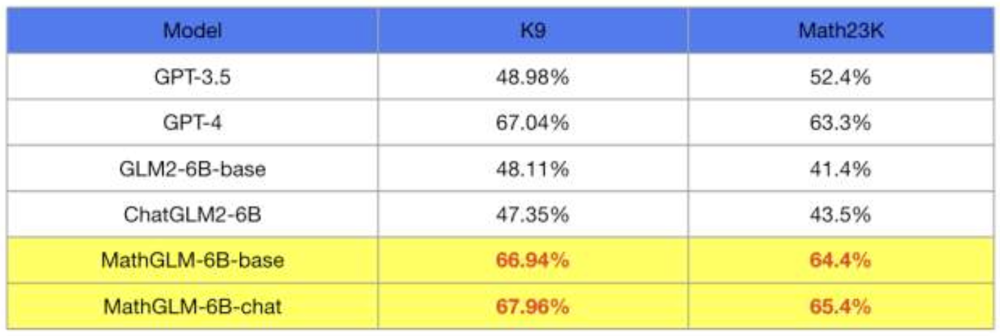 Model K9 Math23K
GPT-3.5 48.98% 52.4%
GPT-4 67.04% 63.3%
GLM2-6B-base 48.11% 41.4%
ChatGLM2-6B 47.35% 43.5%
MathGLM-6B-base 66.94% 64.4%
MathGLM-6B-chat 67.96% 65.4%